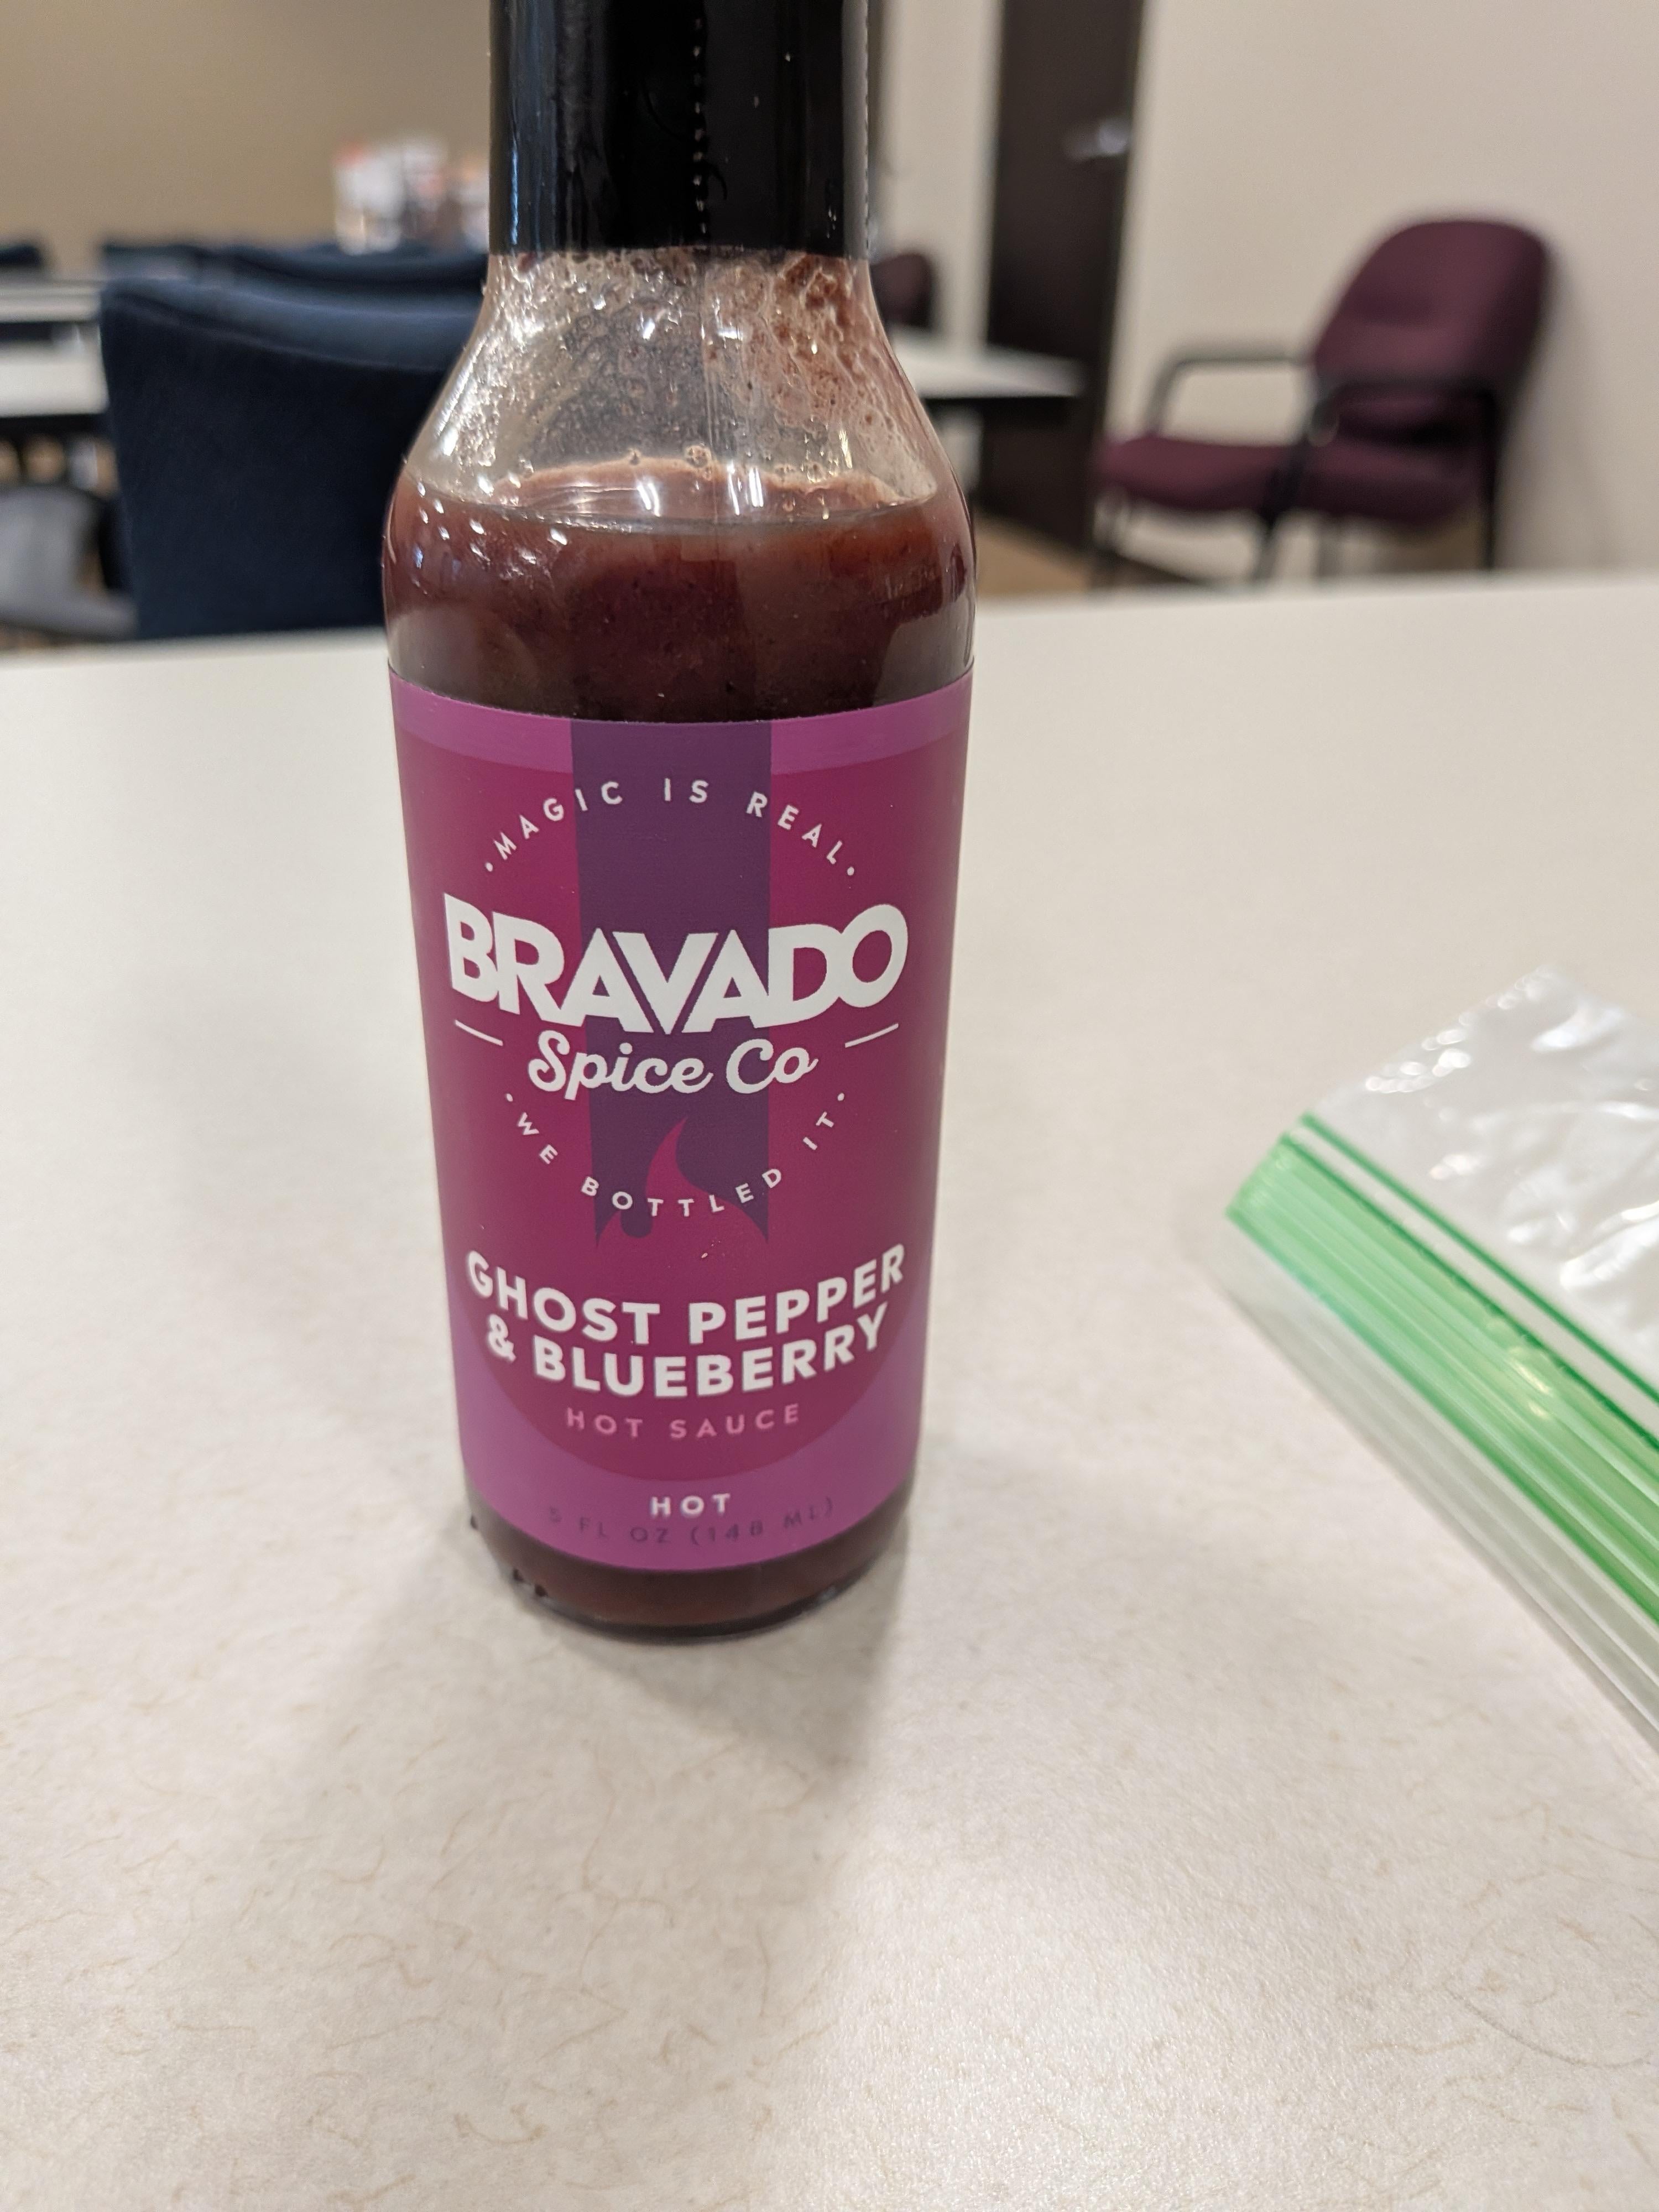 ·MAGIC IS REAL·
BRAVADO
Spice Co
·WE BOTTLED IT·
GHOST PEPPER
& BLUEBERRY
HOT SAUCE
HOT
5 FL OZ (148 ML)